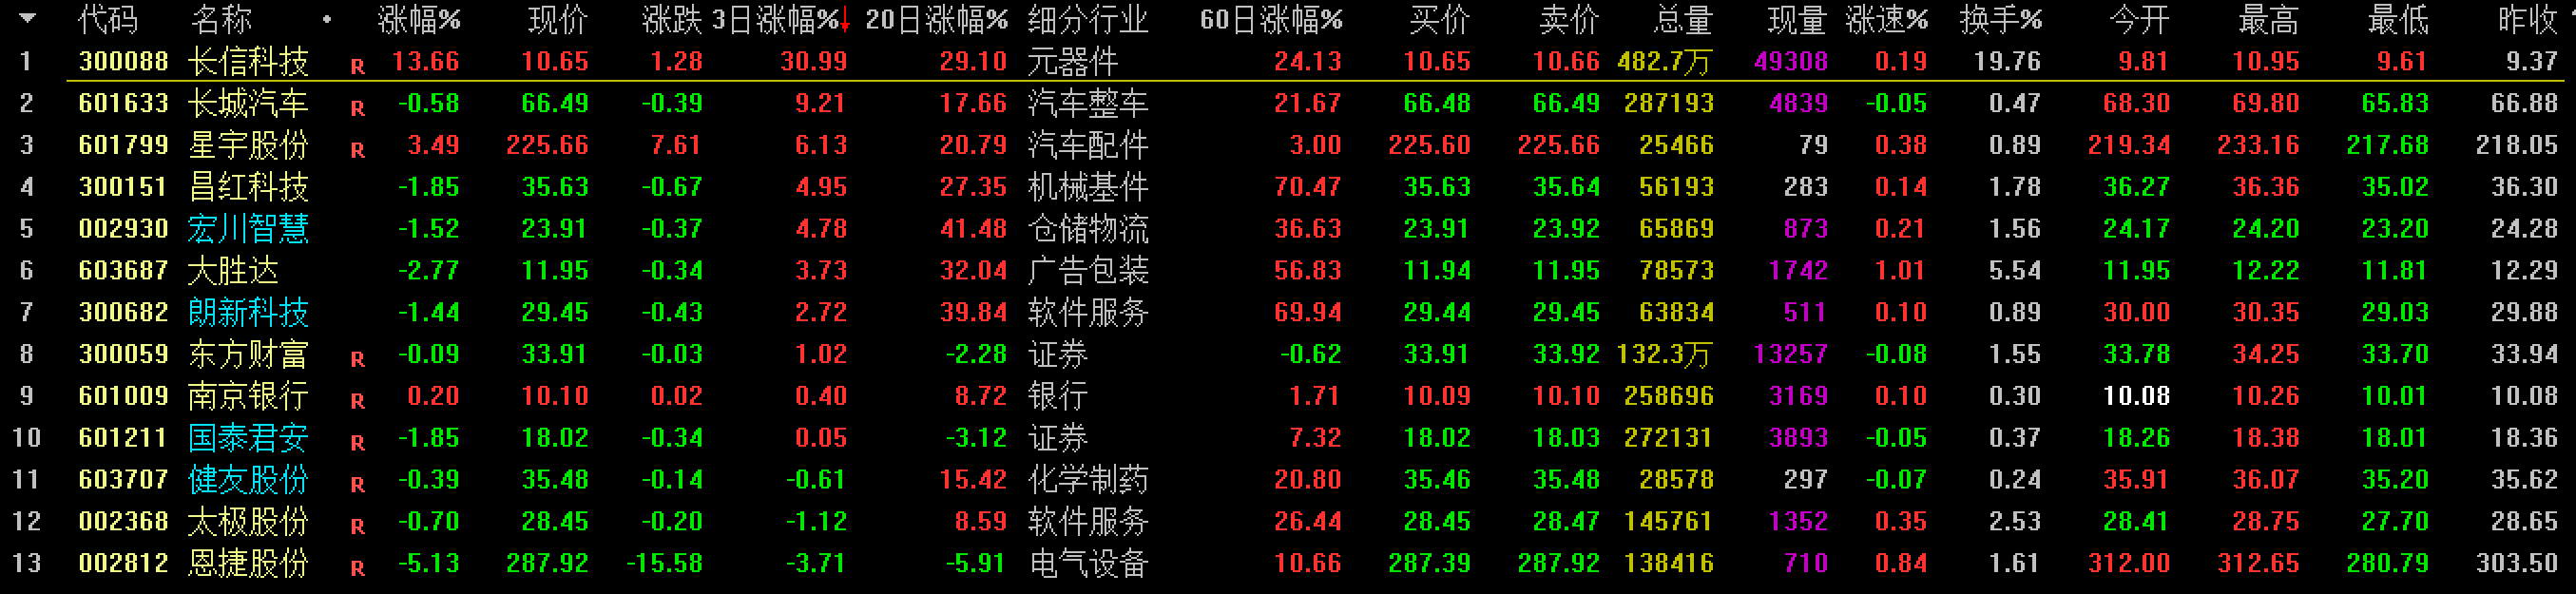 代码 名称 涨幅% 现价 涨跌 3日涨幅%↓ 20日涨幅% 细分行业 60日涨幅% 买价 卖价 总量 现量 涨速% 换手% 今开 最高 最低 昨收
1 300088 长信科技 R 13.66 10.65 1.28 30.99 29.10 元器件 24.13 10.65 10.66 482.7万 49308 0.19 19.76 9.81 10.95 9.61 9.37
2 601633 长城汽车 R -0.58 66.49 -0.39 9.21 17.66 汽车整车 21.67 66.48 66.49 287193 4839 -0.05 0.47 68.30 69.80 65.83 66.88
3 601799 星宇股份 R 3.49 225.66 7.61 6.13 20.79 汽车配件 3.00 225.60 225.66 25466 79 0.38 0.89 219.34 233.16 217.68 218.05
4 300151 昌红科技 -1.85 35.63 -0.67 4.95 27.35 机械基件 70.47 35.63 35.64 56193 283 0.14 1.78 36.27 36.36 35.02 36.30
5 002930 宏川智慧 -1.52 23.91 -0.37 4.78 41.48 仓储物流 36.63 23.91 23.92 65869 873 0.21 1.56 24.17 24.20 23.20 24.28
6 603687 大胜达 -2.77 11.95 -0.34 3.73 32.04 广告包装 56.83 11.94 11.95 78573 1742 1.01 5.54 11.95 12.22 11.81 12.29
7 300682 朗新科技 -1.44 29.45 -0.43 2.72 39.84 软件服务 69.94 29.44 29.45 63834 511 0.10 0.89 30.00 30.35 29.03 29.88
8 300059 东方财富 R -0.09 33.91 -0.03 1.02 -2.28 证券 -0.62 33.91 33.92 132.3万 13257 -0.08 1.55 33.78 34.25 33.70 33.94
9 601009 南京银行 R 0.20 10.10 0.02 0.40 8.72 银行 1.71 10.09 10.10 258696 3169 0.10 0.30 10.08 10.26 10.01 10.08
10 601211 国泰君安 R -1.85 18.02 -0.34 0.05 -3.12 证券 7.32 18.02 18.03 272131 3893 -0.05 0.37 18.26 18.38 18.01 18.36
11 603707 健友股份 R -0.39 35.48 -0.14 -0.61 15.42 化学制药 20.80 35.46 35.48 28578 297 -0.07 0.24 35.91 36.07 35.20 35.62
12 002368 太极股份 R -0.70 28.45 -0.20 -1.12 8.59 软件服务 26.44 28.45 28.47 145761 1352 0.35 2.53 28.41 28.75 27.70 28.65
13 002812 恩捷股份 R -5.13 287.92 -15.58 -3.71 -5.91 电气设备 10.66 287.39 287.92 138416 710 0.84 1.61 312.00 312.65 280.79 303.50